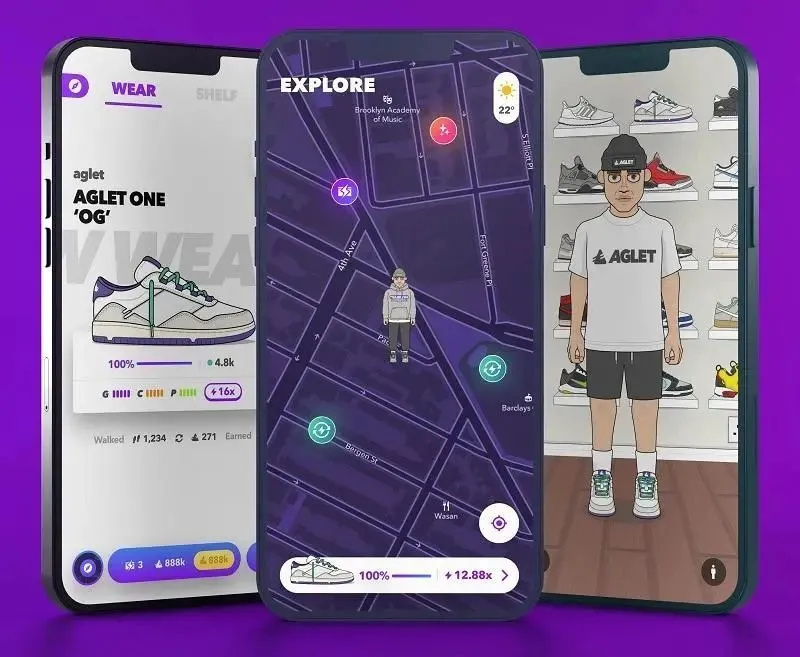 WEAR
SHELF
aglet
AGLET ONE
‘OG’
W WEA
100%
4.8k
G
C
P
16x
Walked
1,234
271
Earned
3
888k
888k
EXPLORE
22°
Brooklyn Academy
of Music
S Elliott Pl
4th Ave
Fort Greene Pl
Pac
Barclays
Bergen St
Wasan
100%
12.88x
AGLET
AGLET